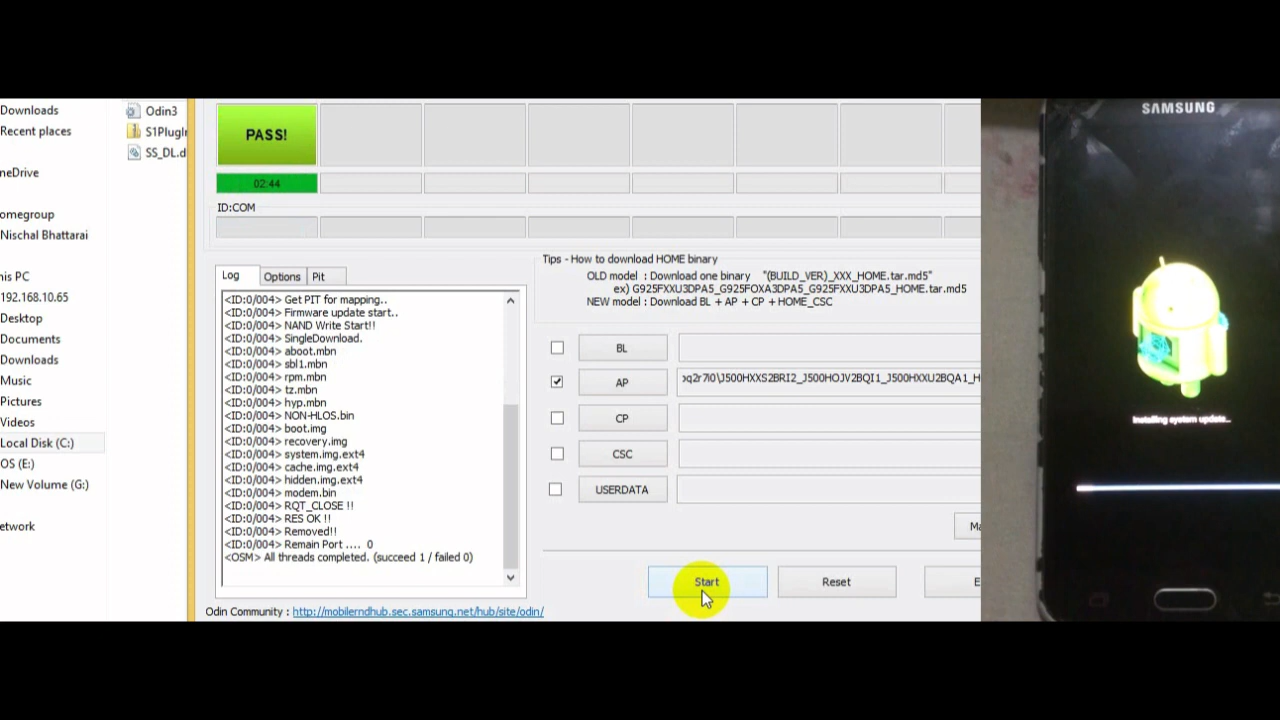 Downloads
Recent places
neDrive
omegroup
Nischal Bhattarai
his PC
192.168.10.65
Desktop
Documents
Downloads
Music
Pictures
Videos
Local Disk (C:)
OS (E:)
New Volume (G:)
etwork
Odin3
S1PlugIn
SS_DL.d
PASS!
02:44
ID:COM
Log
Options
Pit
<ID:0/004> Get PIT for mapping..
<ID:0/004> Firmware update start..
<ID:0/004> NAND Write Start!!
<ID:0/004> SingleDownload.
<ID:0/004> aboot.mbn
<ID:0/004> sbl1.mbn
<ID:0/004> rpm.mbn
<ID:0/004> tz.mbn
<ID:0/004> hyp.mbn
<ID:0/004> NON-HLOS.bin
<ID:0/004> boot.img
<ID:0/004> recovery.img
<ID:0/004> system.img.ext4
<ID:0/004> cache.img.ext4
<ID:0/004> hidden.img.ext4
<ID:0/004> modem.bin
<ID:0/004> RQT_CLOSE !!
<ID:0/004> RES OK !!
<ID:0/004> Removed!!
<ID:0/004> Remain Port .... 0
<OSM> All threads completed. (succeed 1 / failed 0)
Odin Community : http://mobilerndhub.sec.samsung.net/hub/site/odin/
Tips - How to download HOME binary
OLD model : Download one binary "(BUILD_VER)_XXX_HOME.tar.md5"
ex) G925FXXU3DPA5_G925FOXA3DPA5_G925FXXU3DPA5_HOME.tar.md5
NEW model : Download BL + AP + CP + HOME_CSC
BL
AP
xq2r7i0\J500HXXS2BRI2_J500HOJV2BQI1_J500HXXU2BQA1_H
CP
CSC
USERDATA
Ma
Start
Reset
E
SAMSUNG
Installing system update...